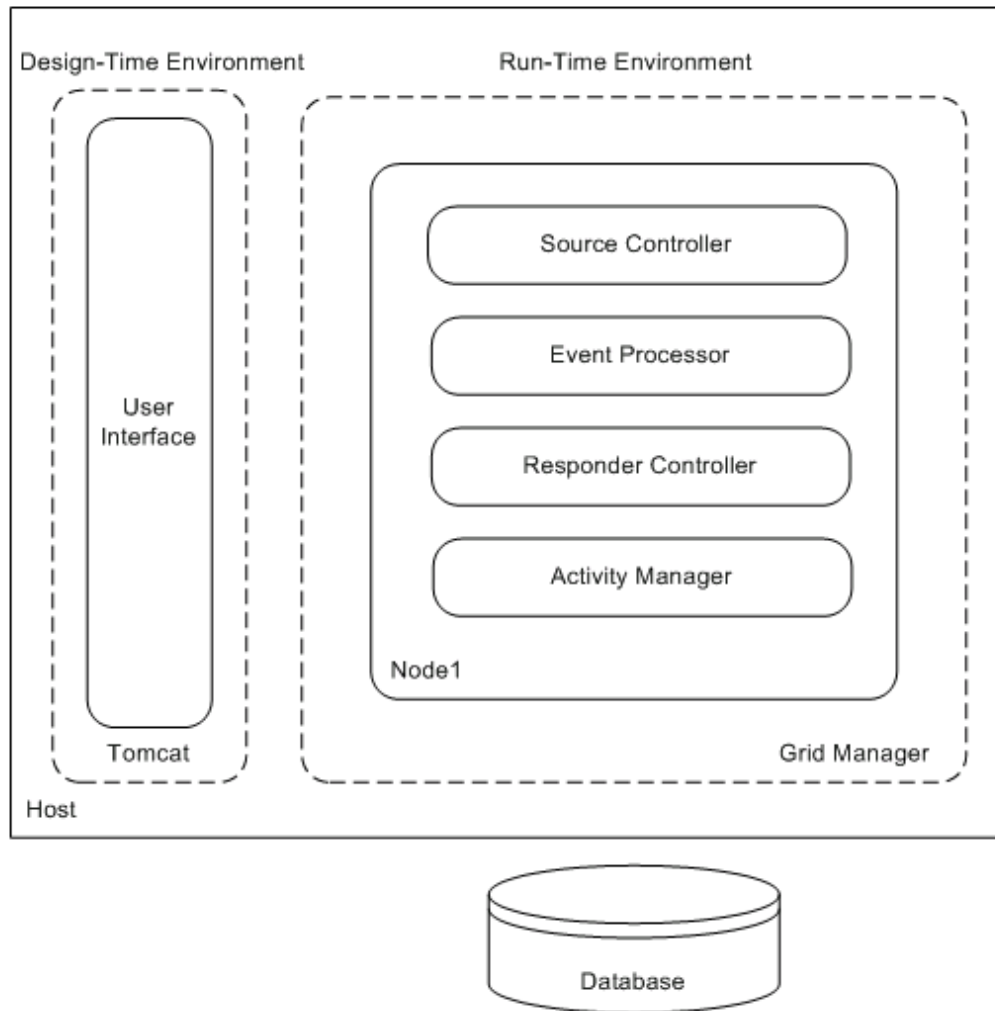 Design-Time Environment
Run-Time Environment
User
Interface
Tomcat
Source Controller
Event Processor
Responder Controller
Activity Manager
Node1
Grid Manager
Host
Database